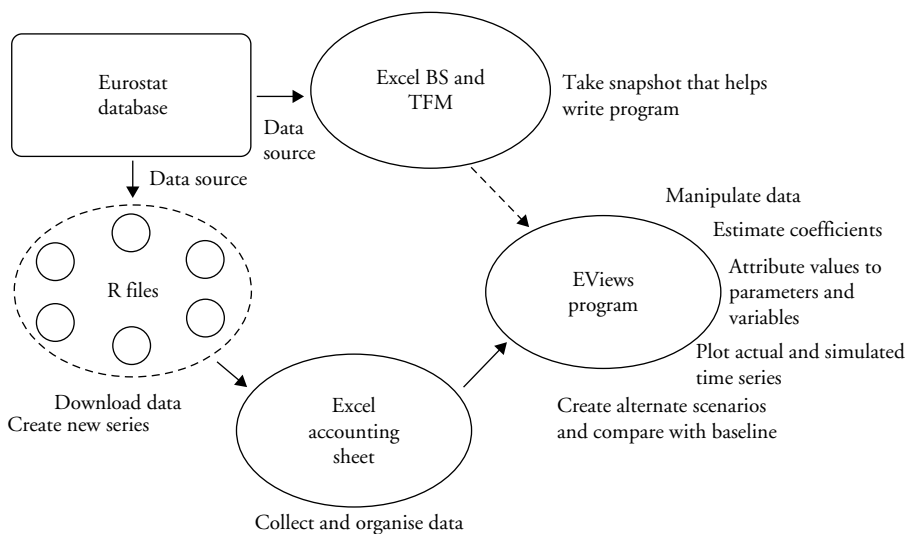 Eurostat
database
Excel BS and
TFM
Take snapshot that helps
write program
Data
source
Data source
Manipulate data
Estimate coefficients
Attribute values to
parameters and
variables
EViews
program
R files
Plot actual and simulated
time series
Download data
Create new series
Excel
accounting
sheet
Create alternate scenarios
and compare with baseline
Collect and organise data